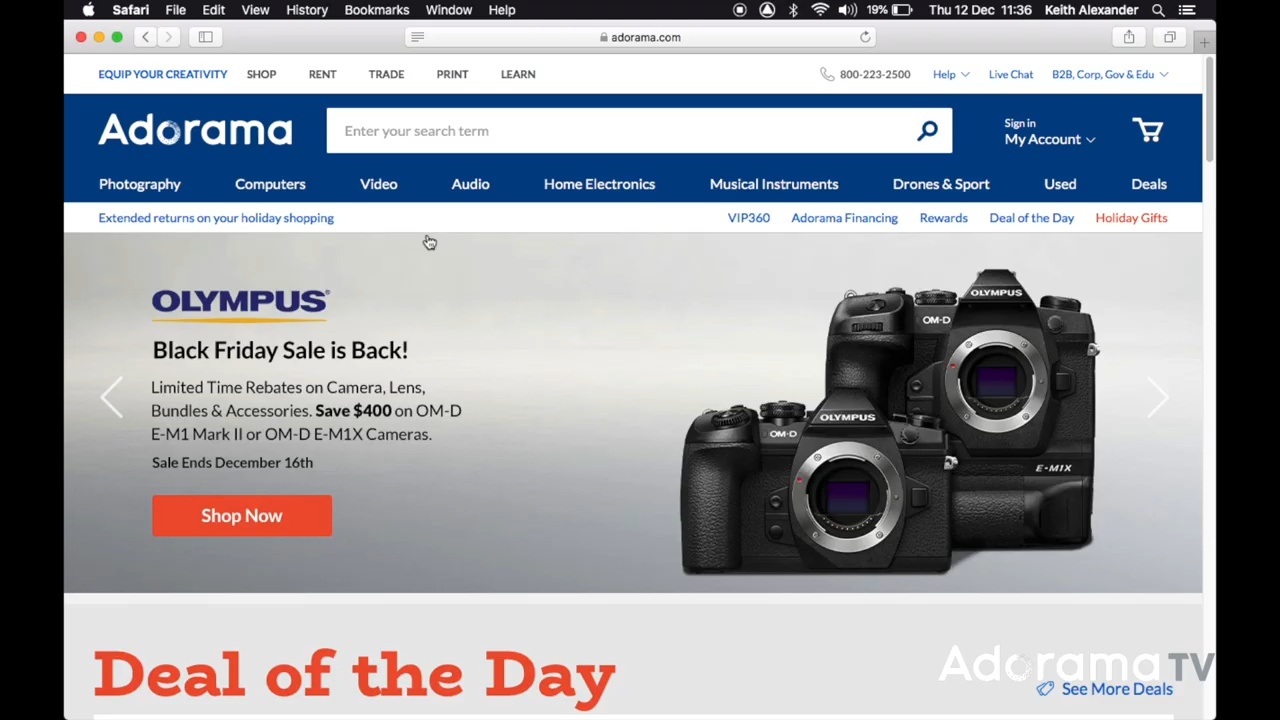 Safari File Edit View History Bookmarks Window Help 19% Thu 12 Dec 11:36 Keith Alexander
adorama.com
EQUIP YOUR CREATIVITY SHOP RENT TRADE PRINT LEARN 800-223-2500 Help Live Chat B2B, Corp, Gov & Edu
Adorama Enter your search term Sign in
My Account
Photography Computers Video Audio Home Electronics Musical Instruments Drones & Sport Used Deals
Extended returns on your holiday shopping VIP360 Adorama Financing Rewards Deal of the Day Holiday Gifts
OLYMPUS
Black Friday Sale is Back!
Limited Time Rebates on Camera, Lens,
Bundles & Accessories. Save $400 on OM-D
E-M1 Mark II or OM-D E-M1X Cameras.
Sale Ends December 16th
Shop Now
OLYMPUS
OM-D
OLYMPUS
OM-D
E-M1X
Deal of the Day
Adorama TV
See More Deals